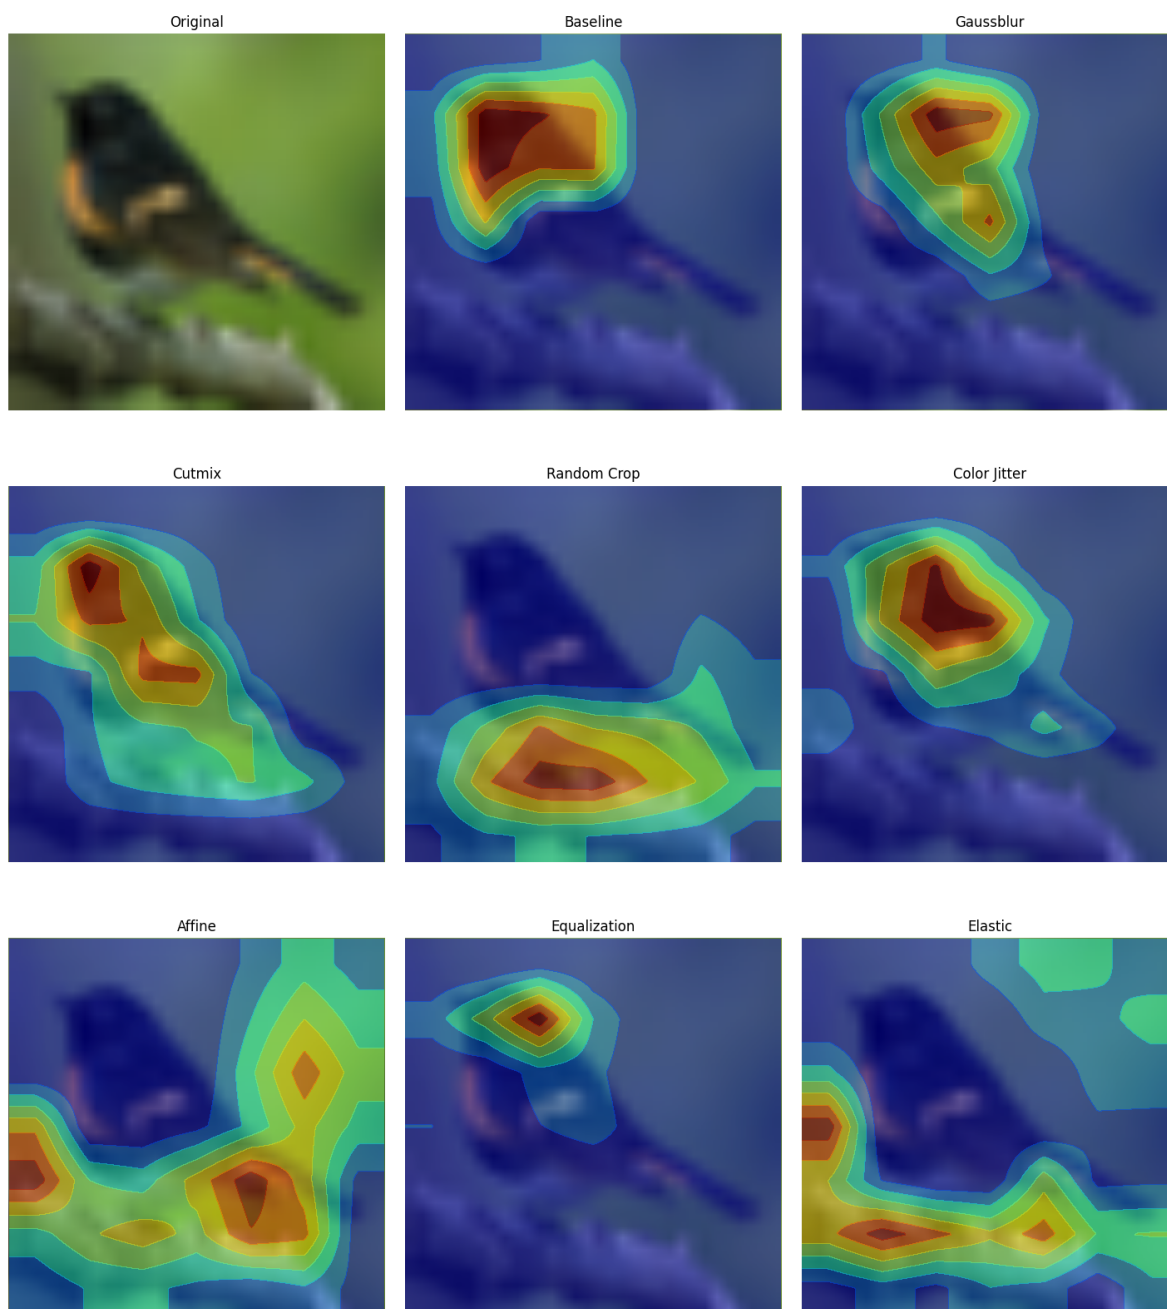 Original
Baseline
Gaussblur
Cutmix
Random Crop
Color Jitter
Affine
Equalization
Elastic